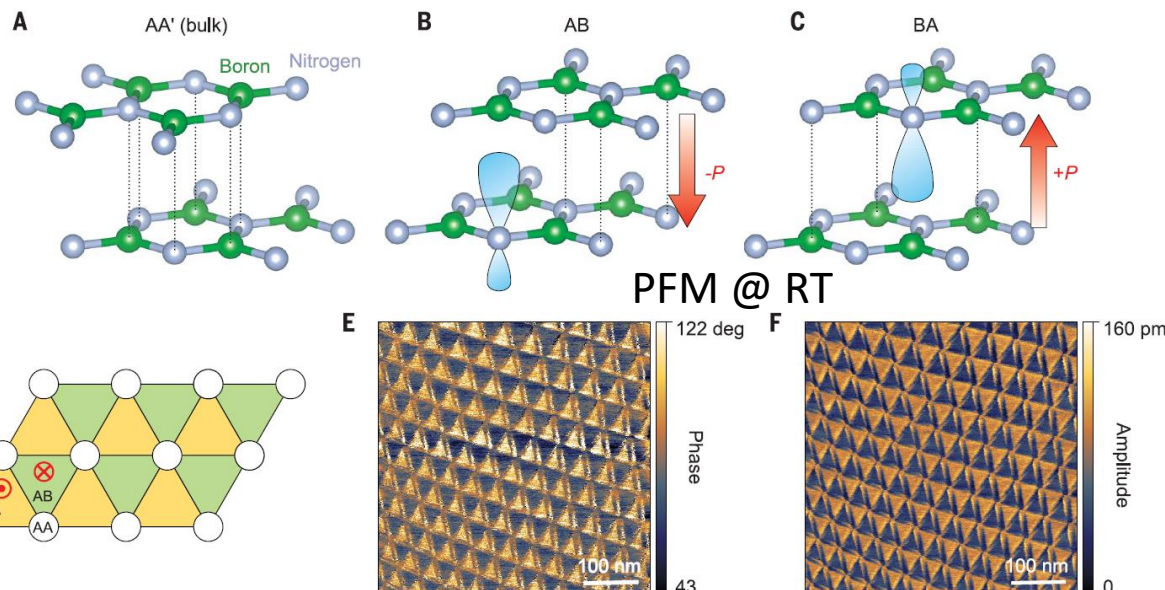 A
AA' (bulk)
Boron
Nitrogen
B
AB
-P
C
BA
+P
PFM @ RT
AB
AA
E
122 deg
Phase
43
100 nm
F
160 pm
Amplitude
0
100 nm